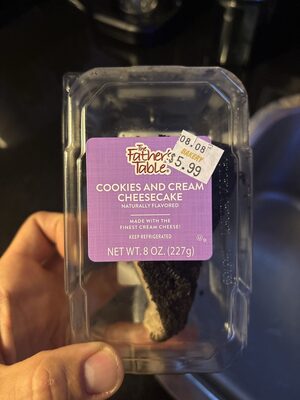 The
Father's
Table®
08.08
BAKERY
$5.99
COOKIES AND CREAM
CHEESECAKE
NATURALLY FLAVORED
MADE WITH THE
FINEST CREAM CHEESE!
KEEP REFRIGERATED
NET WT. 8 OZ. (227g)